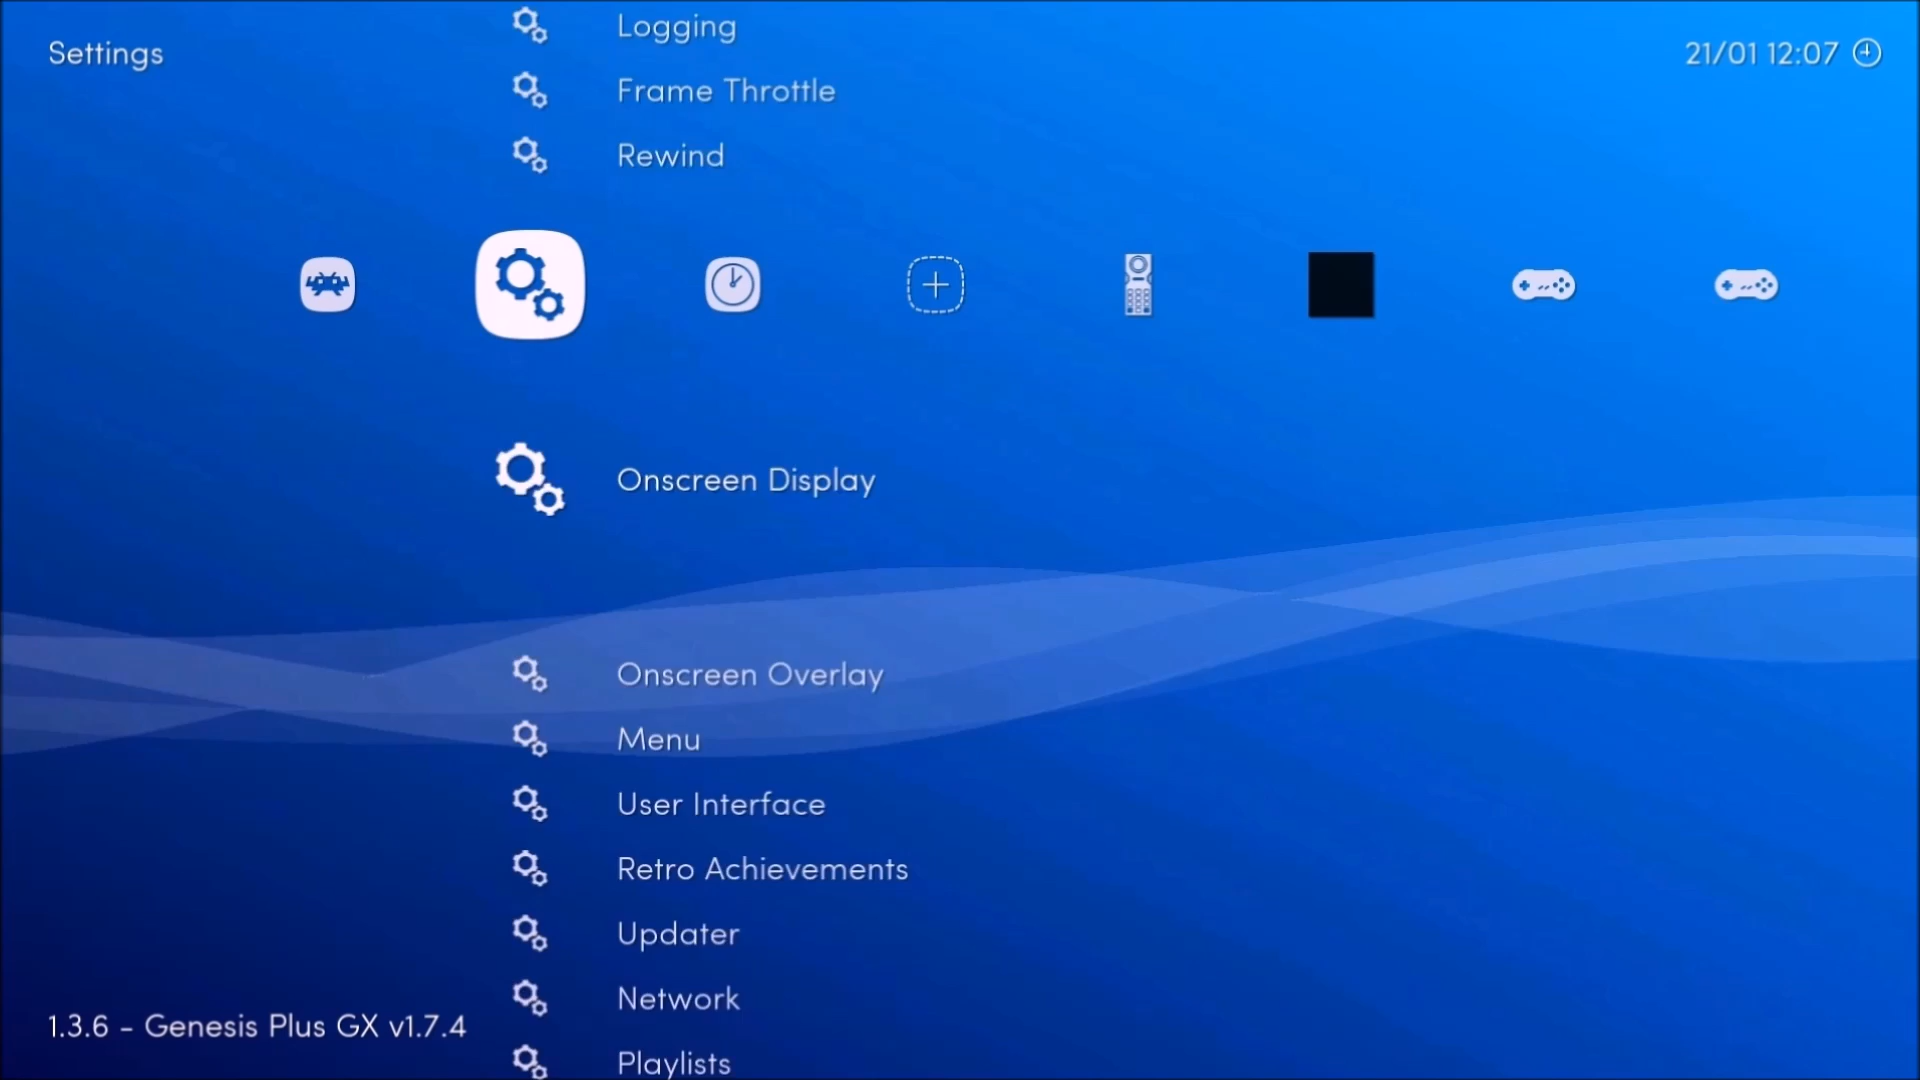 Logging
Settings
21/01 12:07
Frame Throttle
Rewind
Onscreen Display
Onscreen Overlay
Menu
User Interface
Retro Achievements
Updater
Network
1.3.6 - Genesis Plus GX v1.7.4
Playlists